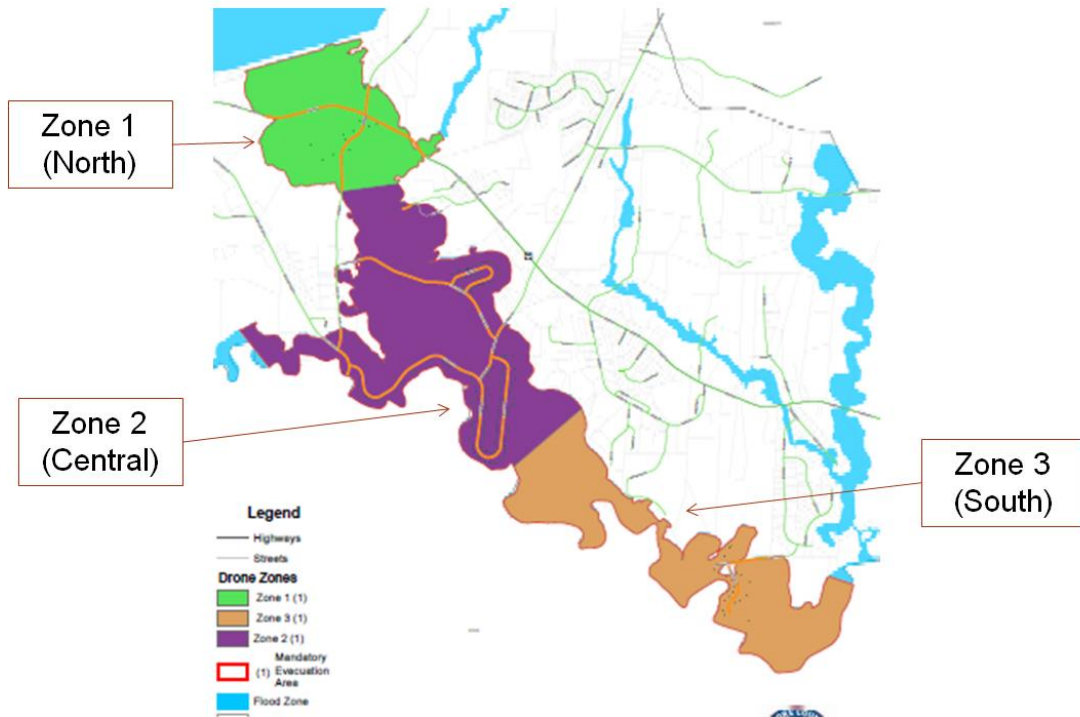 Zone 1
(North)
Zone 2
(Central)
Zone 3
(South)
Legend
Highways
Streets
Drone Zones
Zone 1 (1)
Zone 3 (1)
Zone 2 (1)
(1) Mandatory
Evacuation
Area
Flood Zone